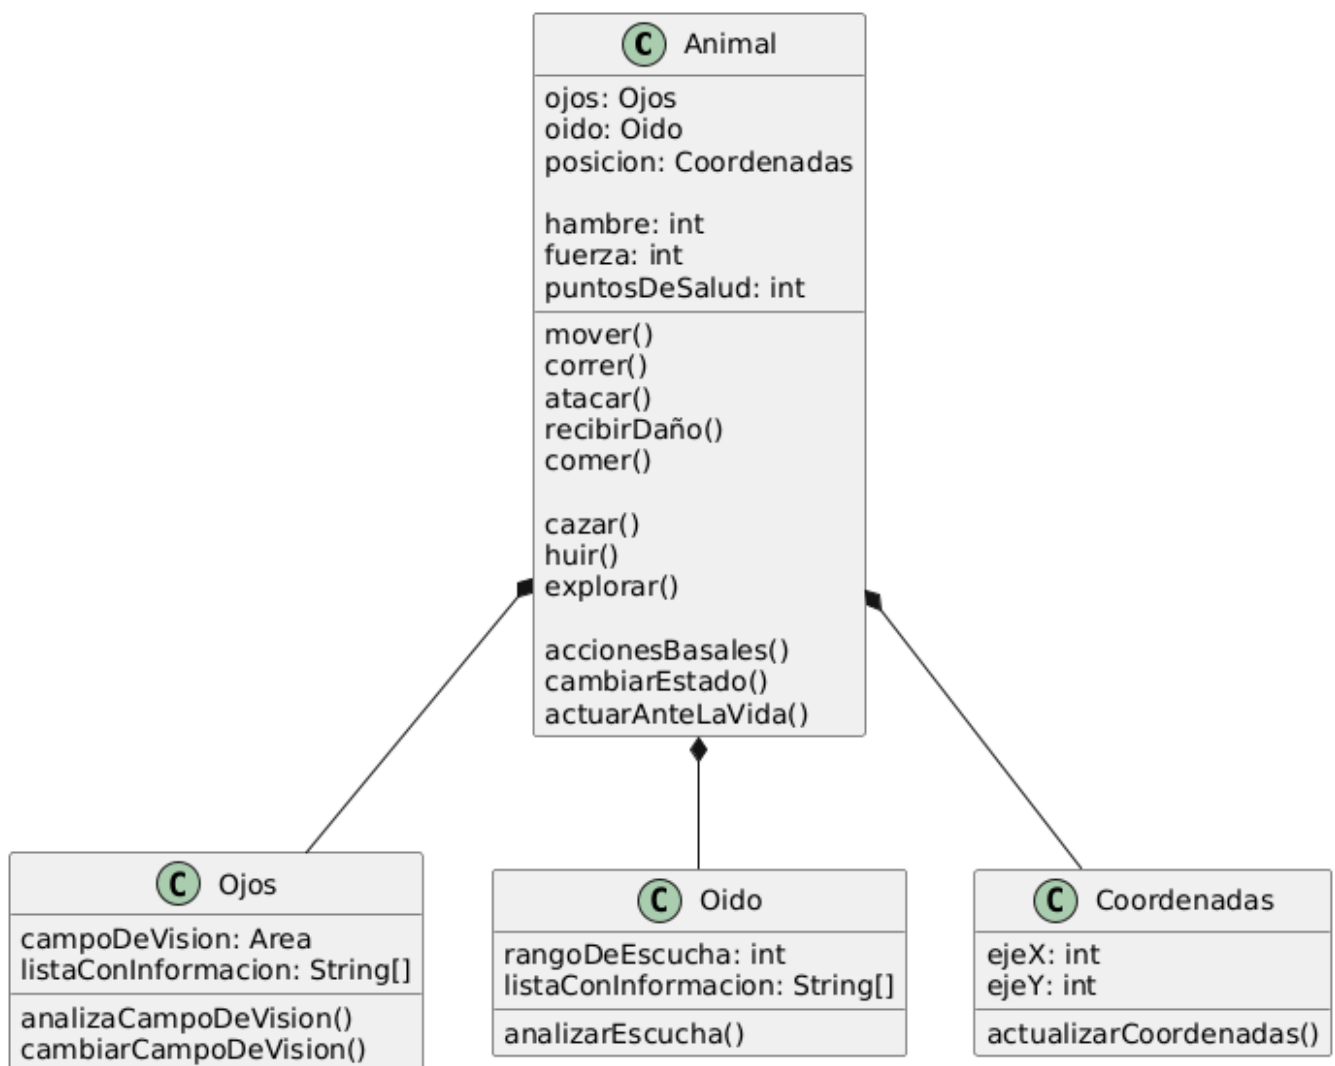 C Animal
ojos: Ojos
oido: Oido
posicion: Coordenadas
hambre: int
fuerza: int
puntosDeSalud: int
mover()
correr()
atacar()
recibirDaño()
comer()
cazar()
huir()
explorar()
accionesBasales()
cambiarEstado()
actuarAnteLaVida()
C Ojos
campoDeVision: Area
listaConInformacion: String[]
analizaCampoDeVision()
cambiarCampoDeVision()
C Oido
rangoDeEscucha: int
listaConInformacion: String[]
analizarEscucha()
C Coordenadas
ejeX: int
ejeY: int
actualizarCoordenadas()